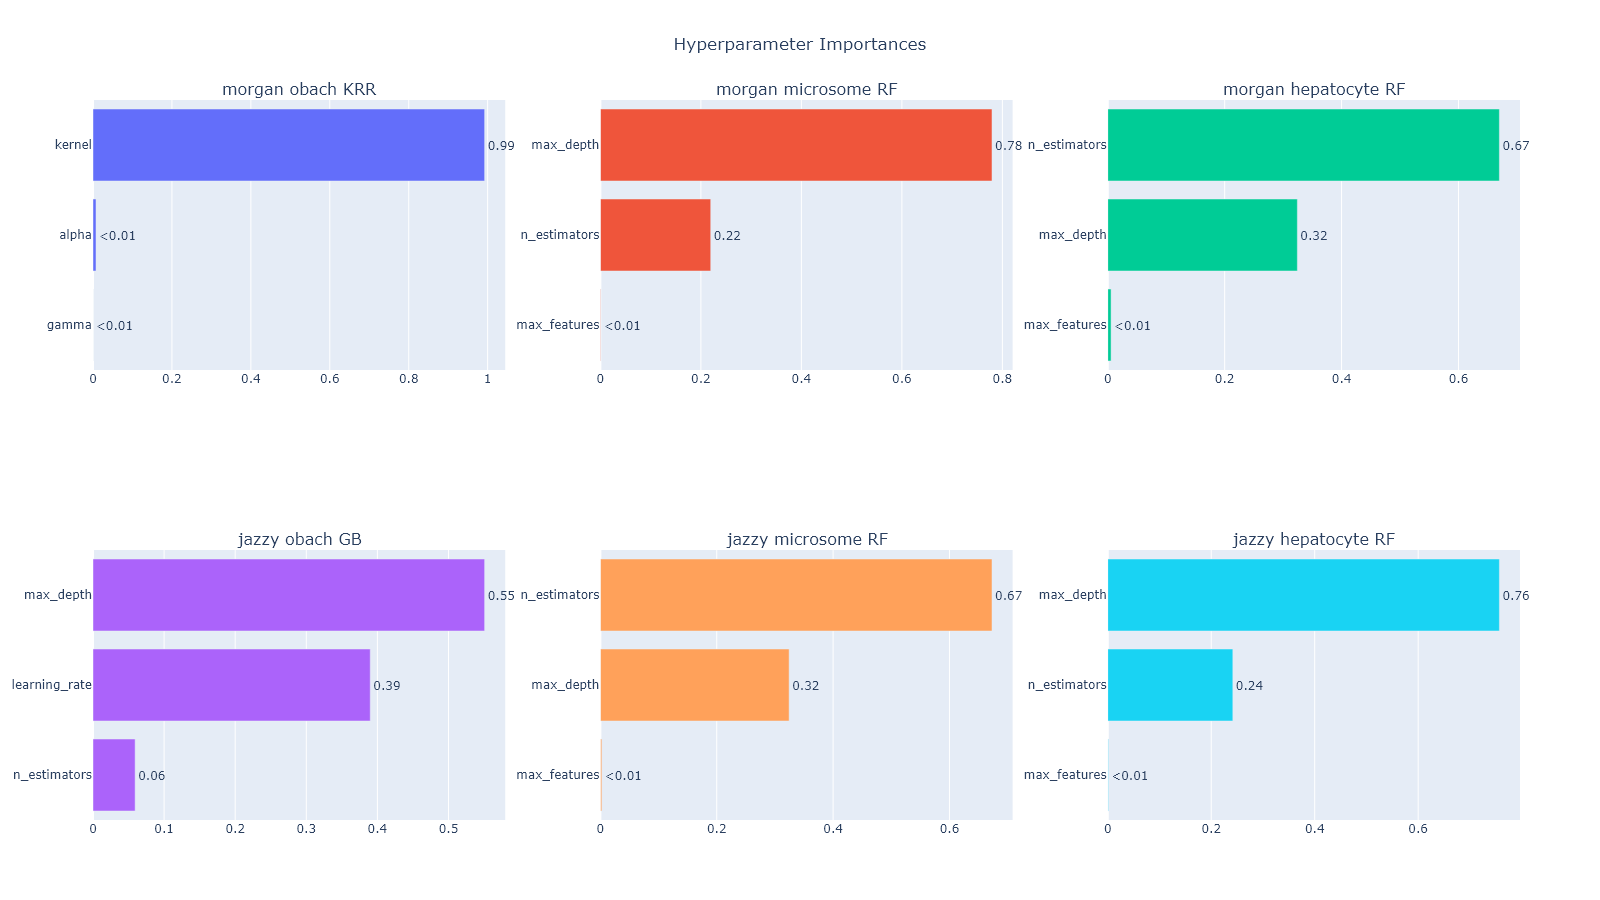 Hyperparameter Importances
morgan obach KRR
kernel
0.99
alpha
<0.01
gamma
<0.01
0 0.2 0.4 0.6 0.8 1
morgan microsome RF
max_depth
0.78
n_estimators
0.22
max_features
<0.01
0 0.2 0.4 0.6 0.8
morgan hepatocyte RF
n_estimators
0.67
max_depth
0.32
max_features
<0.01
0 0.2 0.4 0.6
jazzy obach GB
max_depth
0.55
learning_rate
0.39
n_estimators
0.06
0 0.1 0.2 0.3 0.4 0.5
jazzy microsome RF
n_estimators
0.67
max_depth
0.32
max_features
<0.01
0 0.2 0.4 0.6
jazzy hepatocyte RF
max_depth
0.76
n_estimators
0.24
max_features
<0.01
0 0.2 0.4 0.6